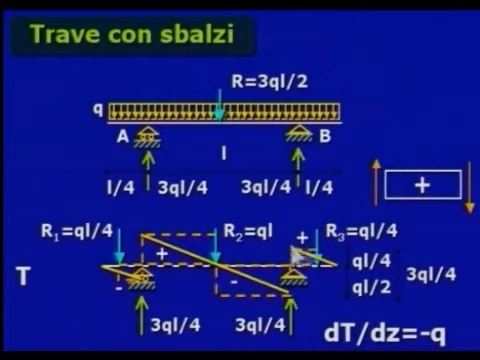 Trave con sbalzi
R=3ql/2
q
A
B
l
l/4 3ql/4 3ql/4 l/4
+
R1=ql/4 R2=ql R3=ql/4
+ +
T
- -
ql/4
ql/2
3ql/4
3ql/4 3ql/4
dT/dz=-q